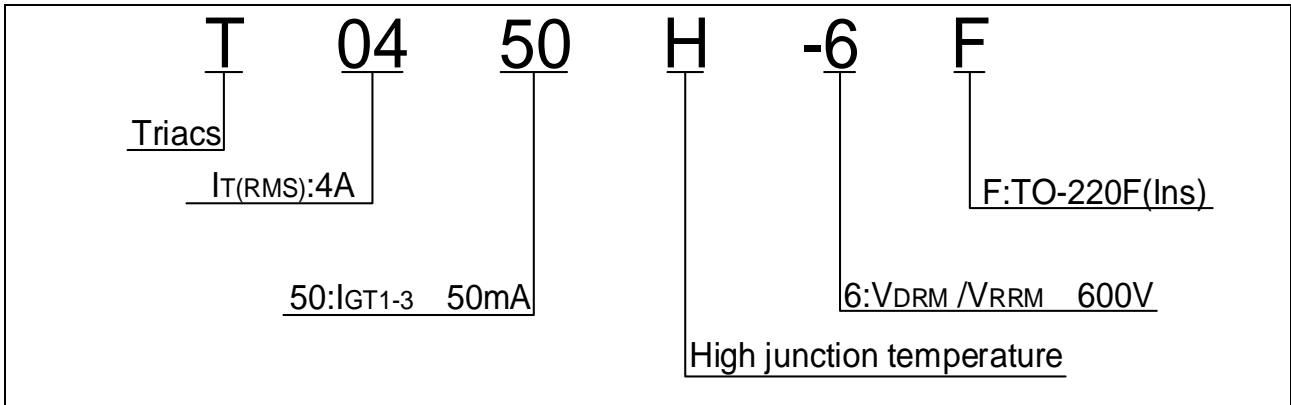 T 04 50 H -6 F
Triacs
IT(RMS):4A
F:TO-220F(Ins)
50:IGT1-3 50mA
6:VDRM /VRRM 600V
High junction temperature